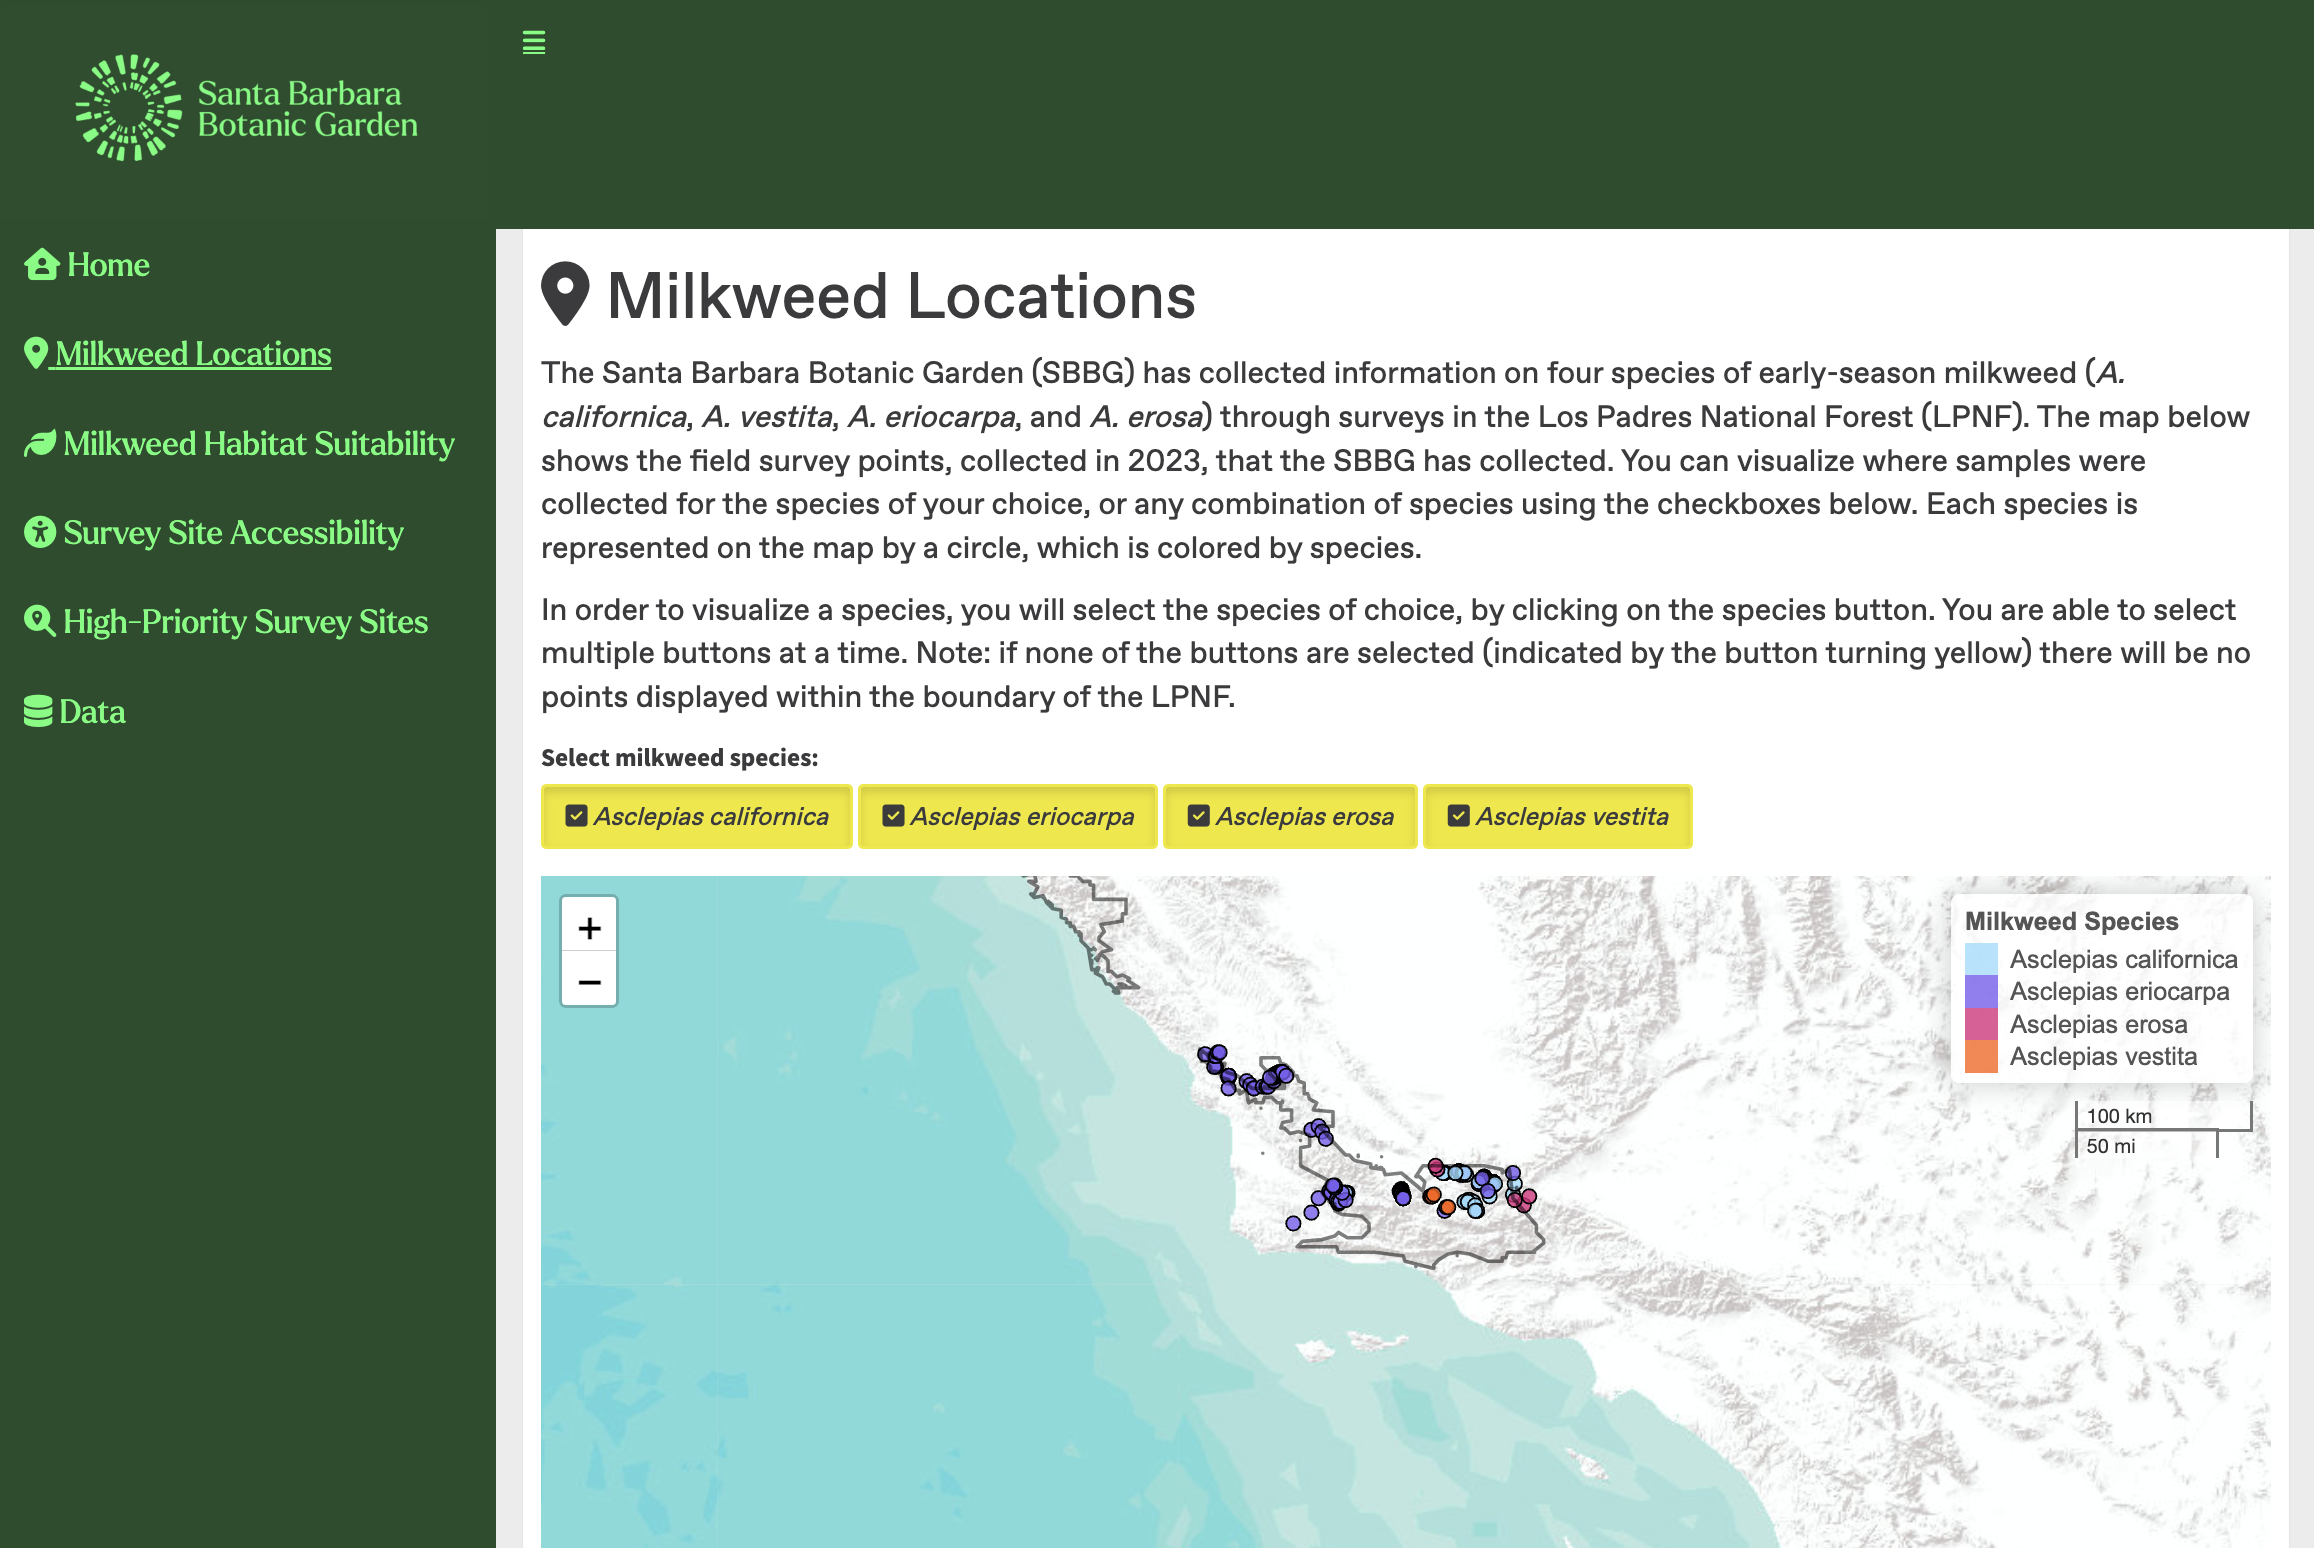 Santa Barbara
Botanic Garden
Home
Milkweed Locations
Milkweed Habitat Suitability
Survey Site Accessibility
High-Priority Survey Sites
Data
Milkweed Locations
The Santa Barbara Botanic Garden (SBBG) has collected information on four species of early-season milkweed (A.
californica, A. vestita, A. eriocarpa, and A. erosa) through surveys in the Los Padres National Forest (LPNF). The map below
shows the field survey points, collected in 2023, that the SBBG has collected. You can visualize where samples were
collected for the species of your choice, or any combination of species using the checkboxes below. Each species is
represented on the map by a circle, which is colored by species.
In order to visualize a species, you will select the species of choice, by clicking on the species button. You are able to select
multiple buttons at a time. Note: if none of the buttons are selected (indicated by the button turning yellow) there will be no
points displayed within the boundary of the LPNF.
Select milkweed species:
Asclepias californica Asclepias eriocarpa Asclepias erosa Asclepias vestita
+
−
Milkweed Species
Asclepias californica
Asclepias eriocarpa
Asclepias erosa
Asclepias vestita
100 km
50 mi